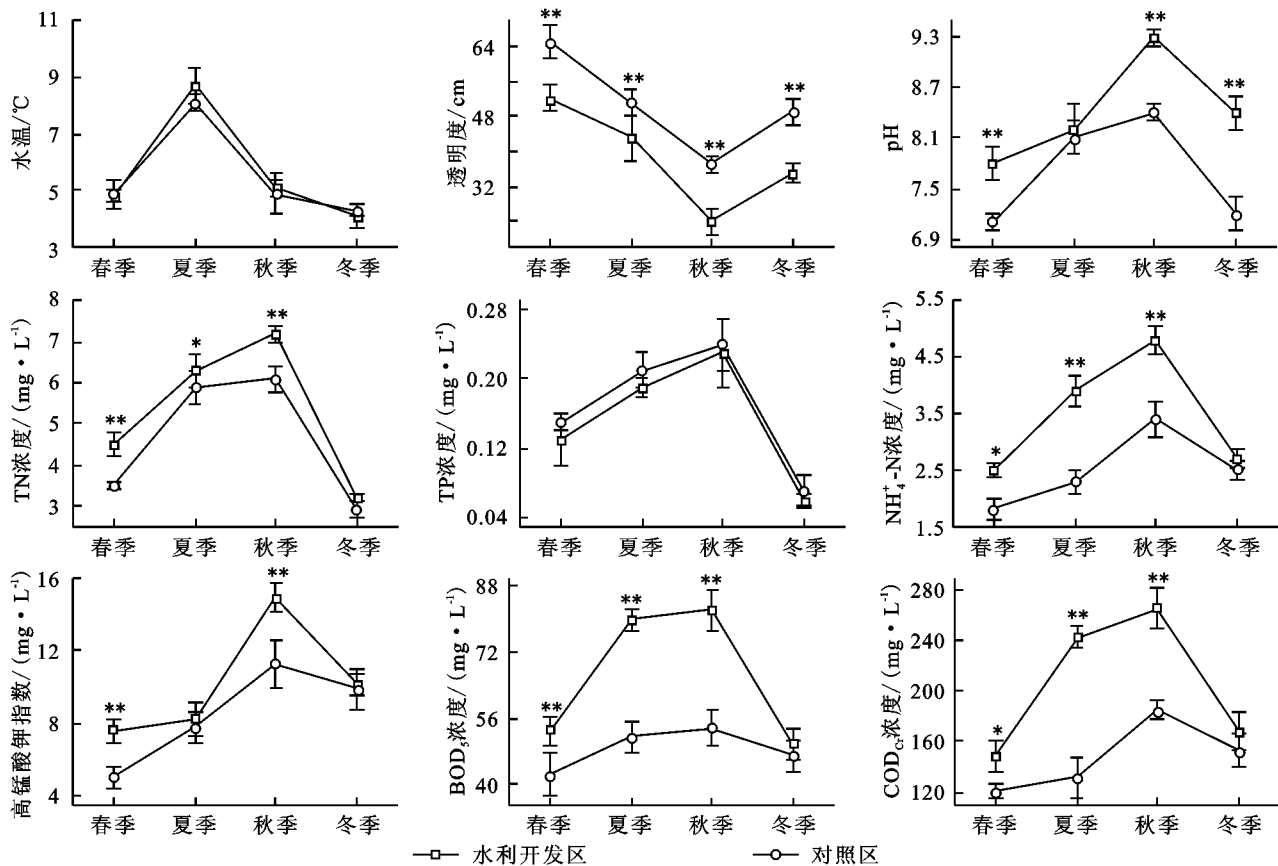 水温/℃
11
9
7
5
3
春季 夏季 秋季 冬季
透明度/cm
64
48
32
** ** ** **
春季 夏季 秋季 冬季
pH
9.3
8.7
8.1
7.5
6.9
** ** **
春季 夏季 秋季 冬季
TN浓度/(mg·L⁻¹)
8
7
6
5
4
3
** * **
春季 夏季 秋季 冬季
TP浓度/(mg·L⁻¹)
0.28
0.20
0.12
0.04
春季 夏季 秋季 冬季
NH₄⁺-N浓度/(mg·L⁻¹)
5.5
4.5
3.5
2.5
1.5
* ** **
春季 夏季 秋季 冬季
高锰酸钾指数/(mg·L⁻¹)
16
12
8
4
** **
春季 夏季 秋季 冬季
BOD₅浓度/(mg·L⁻¹)
88
72
56
40
** ** **
春季 夏季 秋季 冬季
COD_Cr浓度/(mg·L⁻¹)
280
240
200
160
120
* ** **
春季 夏季 秋季 冬季
水利开发区 对照区